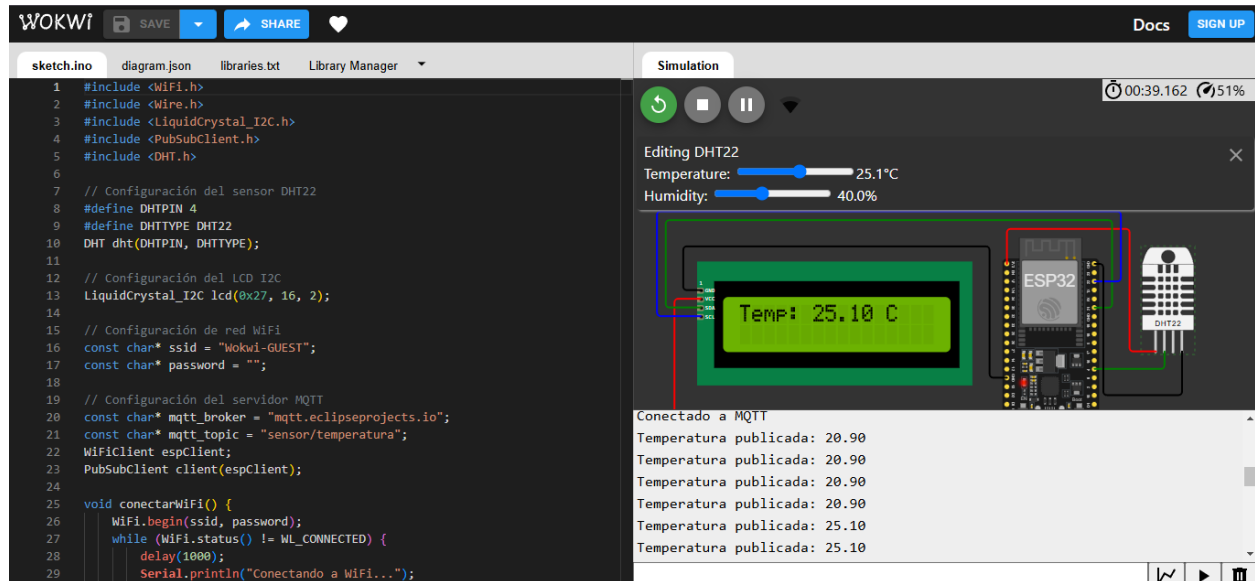 WOKWi SAVE SHARE Docs SIGN UP
sketch.ino diagram.json libraries.txt Library Manager
1 #include <WiFi.h>
2 #include <Wire.h>
3 #include <LiquidCrystal_I2C.h>
4 #include <PubSubClient.h>
5 #include <DHT.h>
6
7 // Configuración del sensor DHT22
8 #define DHTPIN 4
9 #define DHTTYPE DHT22
10 DHT dht(DHTPIN, DHTTYPE);
11
12 // Configuración del LCD I2C
13 LiquidCrystal_I2C lcd(0x27, 16, 2);
14
15 // Configuración de red WiFi
16 const char* ssid = "Wokwi-GUEST";
17 const char* password = "";
18
19 // Configuración del servidor MQTT
20 const char* mqtt_broker = "mqtt.eclipseprojects.io";
21 const char* mqtt_topic = "sensor/temperatura";
22 WiFiClient espClient;
23 PubSubClient client(espClient);
24
25 void conectarWiFi() {
26 WiFi.begin(ssid, password);
27 while (WiFi.status() != WL_CONNECTED) {
28 delay(1000);
29 Serial.println("Conectando a WiFi...");
Simulation
00:39.162 51%
Editing DHT22
Temperature: 25.1°C
Humidity: 40.0%
1
GND
VCC
SDA
SCL
Temp: 25.10 C
ESP32
DHT22
Conectado a MQTT
Temperatura publicada: 20.90
Temperatura publicada: 20.90
Temperatura publicada: 20.90
Temperatura publicada: 20.90
Temperatura publicada: 25.10
Temperatura publicada: 25.10